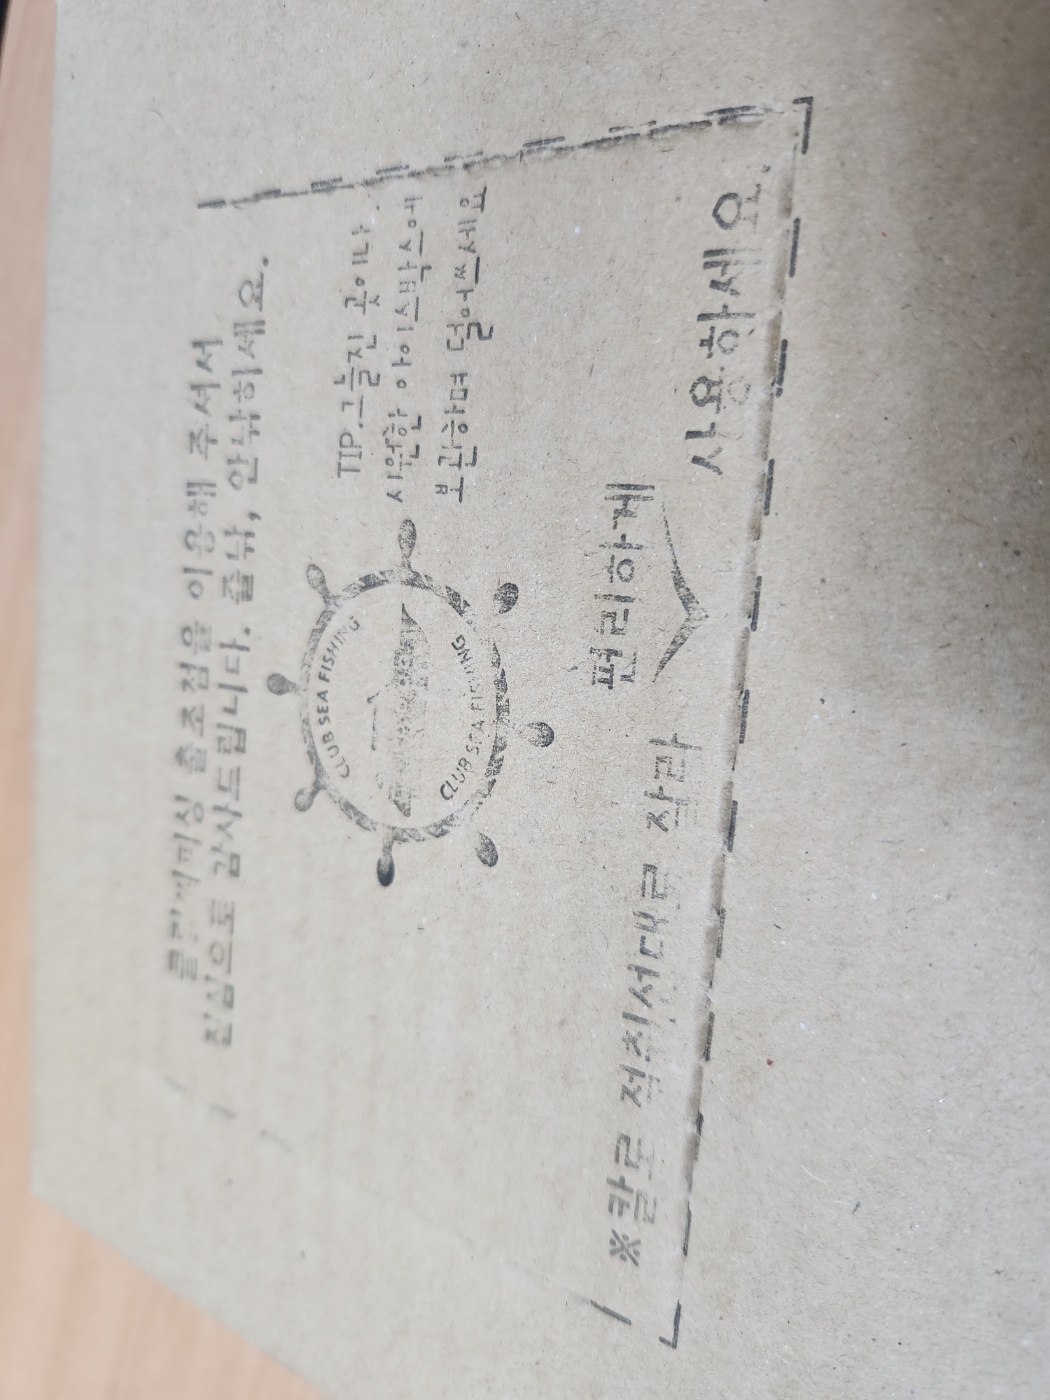 클럽씨피싱 출조점을 이용해 주셔서
진심으로 감사드립니다. 줄낚, 안낚하세요.
TIP.그늘진 곳이나
시원한 아이스박스에
보관하며 덜어쓰세요
CLUB SEA FISHING
CLUB SEA FISHING
※칼로 절취선대로 잘라
편리하게
사용하세요.